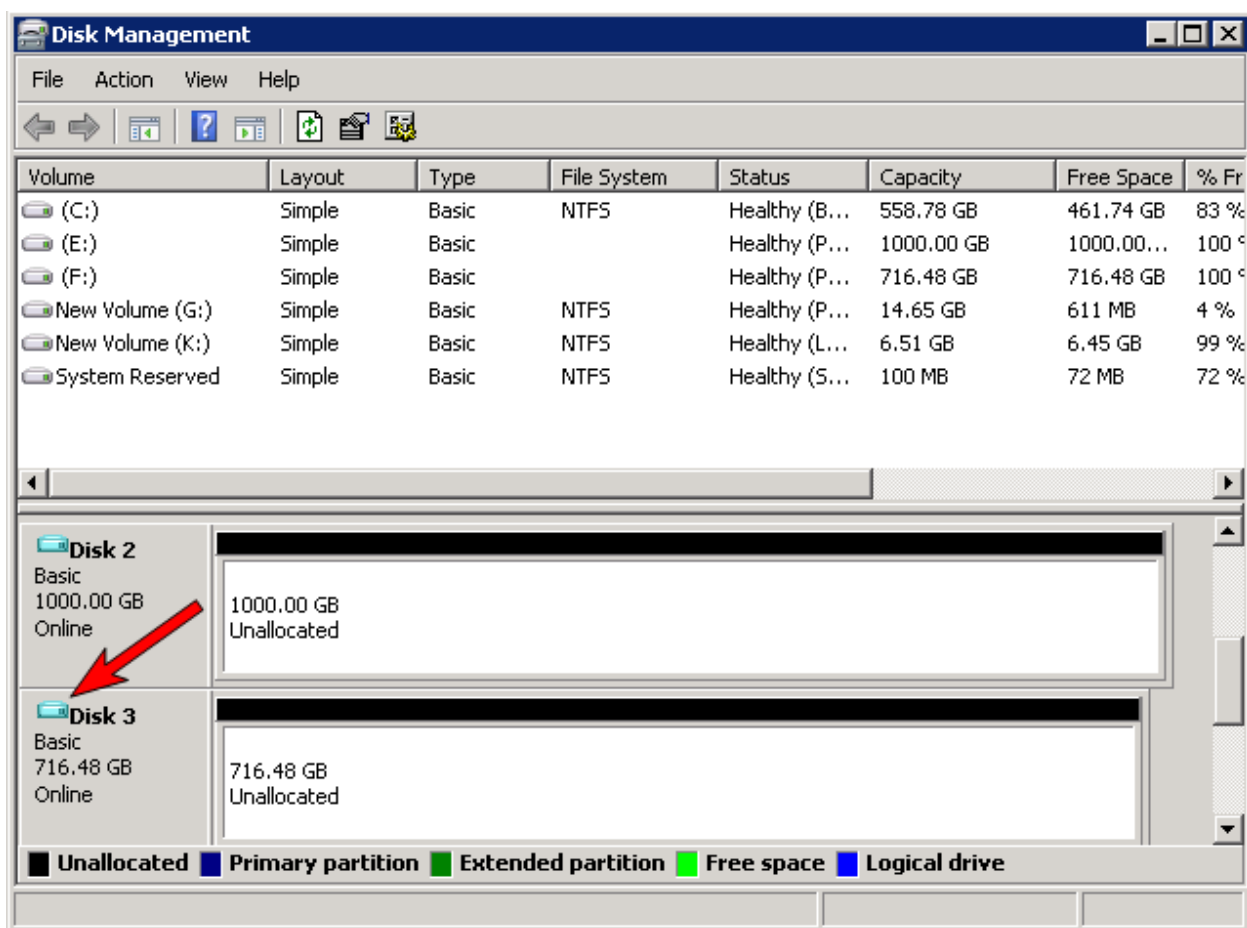 Disk Management
File Action View Help
Volume Layout Type File System Status Capacity Free Space % Fr
(C:) Simple Basic NTFS Healthy (B... 558.78 GB 461.74 GB 83 %
(E:) Simple Basic Healthy (P... 1000.00 GB 1000.00... 100 %
(F:) Simple Basic Healthy (P... 716.48 GB 716.48 GB 100 %
New Volume (G:) Simple Basic NTFS Healthy (P... 14.65 GB 611 MB 4 %
New Volume (K:) Simple Basic NTFS Healthy (L... 6.51 GB 6.45 GB 99 %
System Reserved Simple Basic NTFS Healthy (S... 100 MB 72 MB 72 %
Disk 2
Basic
1000.00 GB
Online
1000.00 GB
Unallocated
Disk 3
Basic
716.48 GB
Online
716.48 GB
Unallocated
Unallocated Primary partition Extended partition Free space Logical drive